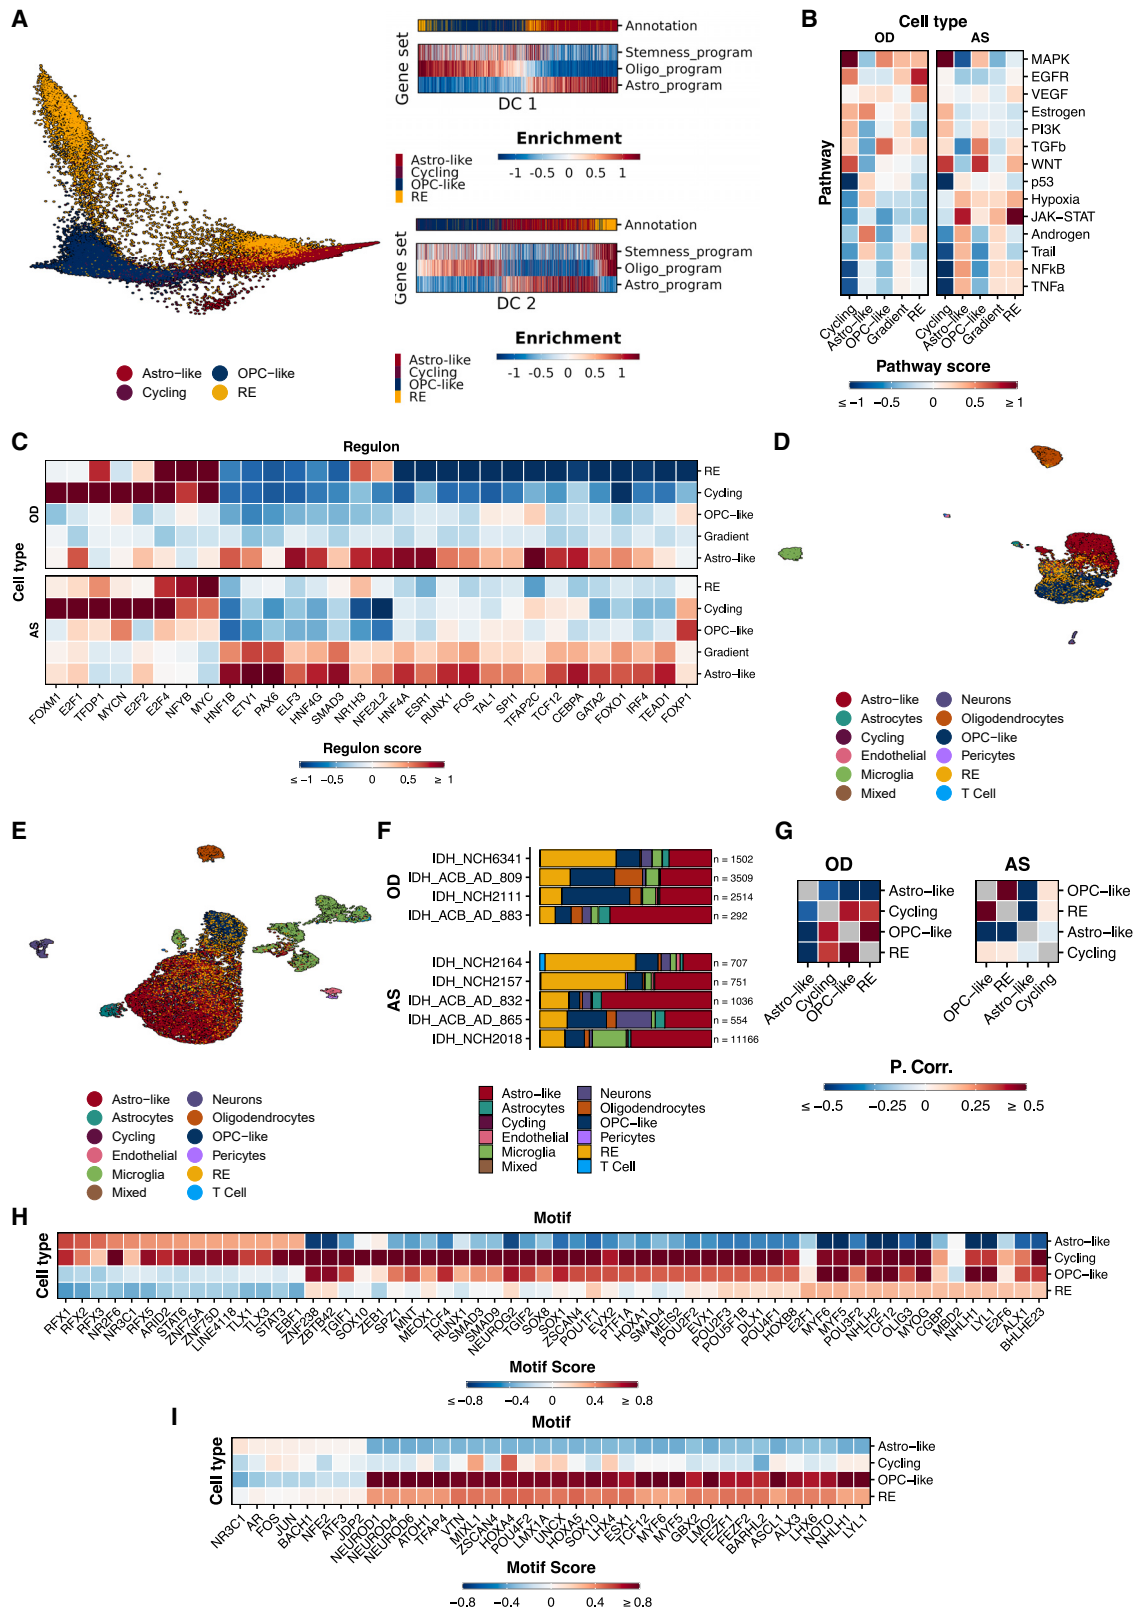 A
Annotation
Gene set
Stemness_program
Oligo_program
Astro_program
DC 1
Enrichment
-1 -0.5 0 0.5 1
Astro-like
Cycling
OPC-like
RE
Annotation
Gene set
Stemness_program
Oligo_program
Astro_program
DC 2
Enrichment
-1 -0.5 0 0.5 1
Astro-like
Cycling
OPC-like
RE
Astro-like OPC-like
Cycling RE
B
Cell type
OD AS
Pathway
MAPK
EGFR
VEGF
Estrogen
PI3K
TGFb
WNT
p53
Hypoxia
JAK-STAT
Androgen
Trail
NFkB
TNFa
Cycling Astro-like OPC-like Gradient RE Cycling Astro-like OPC-like Gradient RE
Pathway score
≤ -1 -0.5 0 0.5 ≥ 1
C
Regulon
Cell type
OD
RE
Cycling
OPC-like
Gradient
Astro-like
AS
RE
Cycling
OPC-like
Gradient
Astro-like
FOXM1 E2F1 TFDP1 MYCN E2F2 E2F4 NFYB MYC HNF1B ETV1 PAX6 ELF3 HNF4G SMAD3 NR1H3 NFE2L2 HNF4A ESR1 RUNX1 FOS TAL1 SPI1 TFAP2C TCF12 CEBPA GATA2 FOXO1 IRF4 TEAD1 FOXP1
Regulon score
≤ -1 -0.5 0 0.5 ≥ 1
D
Astro-like Neurons
Astrocytes Oligodendrocytes
Cycling OPC-like
Endothelial Pericytes
Microglia RE
Mixed T Cell
E
Astro-like Neurons
Astrocytes Oligodendrocytes
Cycling OPC-like
Endothelial Pericytes
Microglia RE
Mixed T Cell
F
OD
IDH_NCH6341 n = 1502
IDH_ACB_AD_809 n = 3509
IDH_NCH2111 n = 2514
IDH_ACB_AD_883 n = 292
AS
IDH_NCH2164 n = 707
IDH_NCH2157 n = 751
IDH_ACB_AD_832 n = 1036
IDH_ACB_AD_865 n = 554
IDH_NCH2018 n = 11166
Astro-like Neurons
Astrocytes Oligodendrocytes
Cycling OPC-like
Endothelial Pericytes
Microglia RE
Mixed T Cell
G
OD AS
Astro-like
Cycling
OPC-like
RE
Astro-like Cycling OPC-like RE
OPC-like
RE
Astro-like
Cycling
OPC-like RE Astro-like Cycling
P. Corr.
≤ -0.5 -0.25 0 0.25 ≥ 0.5
H
Motif
Cell type
Astro-like
Cycling
OPC-like
RE
RFX1 RFX2 RFX3 NR2F6 NR3C1 RFX5 ARID2 STAT6 ZNF75A ZNF75D LINE4118 TLX1 TLX3 STAT3 EBF1 ZNF238 ZBTB42 TGIF1 SOX10 ZEB1 SPZ1 MNT MEOX1 TCF4 RUNX1 SMAD3 SMAD9 NEUROG2 TGIF2 SOX8 SOX1 ZSCAN4 POU1F1 EVX2 PTF1A HOXA1 SMAD4 MEIS2 POU2F2 EVX1 POU2F3 POU5F1B DLX1 POU4F1 HOXB8 E2F1 MYF6 MYF5 POU3F2 NHLH2 TCF12 OLIG3 MYOG CGBP MBD2 NHLH1 LYL1 E2F6 ALX1 BHLHE23
Motif Score
≤ -0.8 -0.4 0 0.4 ≥ 0.8
I
Motif
Cell type
Astro-like
Cycling
OPC-like
RE
NR3C1 AR FOS JUN BACH1 NFE2 ATF3 JDP2 NEUROD1 NEUROD4 NEUROD6 ATOH1 TFAP4 VTN MIXL1 ZSCAN4 HOXA4 POU4F2 LMX1A UNCX HOXA5 SOX10 LHX4 ESX1 TCF12 MYF6 MYF5 GBX2 LMO2 FEZF1 FEZF2 BARHL2 ASCL1 ALX3 LHX6 NOTO NHLH1 LYL1
Motif Score
-0.8 -0.4 0 0.4 ≥ 0.8